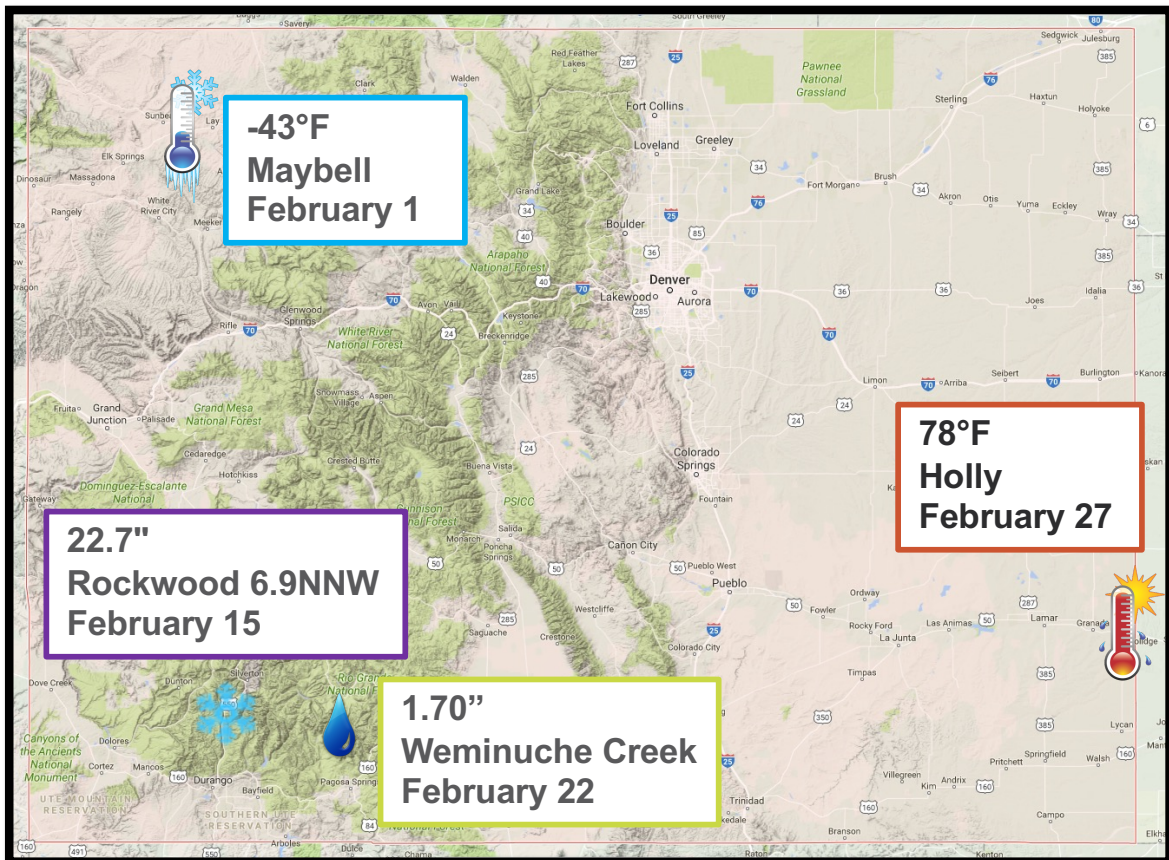 South Greeley
Savery
Sedgwick
Julesburg
Red Feather
Lakes
Clark
Walden
Pawnee
National
Grassland
Fort Collins
Sterling
Haxtun
Holyoke
Lay
Elk Springs
Loveland
Greeley
Dinosaur
Massadona
-43°F
Maybell
February 1
Fort Morgan
Brush
Akron
Otis
Yuma
Eckley
Wray
Rangely
White
River City
Meeker
Grand Lake
Boulder
Arapaho
National Forest
Denver
Lakewood
Aurora
Idalia
Joes
Rifle
Glenwood
Springs
Avon
Vail
Keystone
Breckenridge
White River
National Forest
Snowmass
Village
Aspen
Limon
Arriba
Seibert
Burlington
Kanora
Fruita
Grand
Junction
Palisade
Grand Mesa
National Forest
Cedaredge
Hotchkiss
Crested Butte
Buena Vista
Colorado
Springs
78°F
Holly
February 27
Gateway
Dominguez-Escalante
National
PSICC
Fountain
22.7"
Rockwood 6.9NNW
February 15
Monarch
Salida
Poncha
Springs
Cañon City
Pueblo West
Pueblo
Ordway
Fowler
Rocky Ford
La Junta
Las Animas
Lamar
Granada
Saguache
Westcliffe
Crestone
Colorado City
Timpas
Dove Creek
Dunton
Silverton
1.70”
Weminuche Creek
February 22
Lycan
Canyons of
the Ancients
National
Monument
Dolores
Cortez
Mancos
Durango
Bayfield
Pagosa Spring
Springfield
Pritchett
Walsh
Villegreen
Kim
Andrix
UTE MOUNTAIN
RESERVATION
SOUTHERN UTE
RESERVATION
Trinidad
Branson
Campo
Arboles
Dulce
Chama
Raton
Kenton